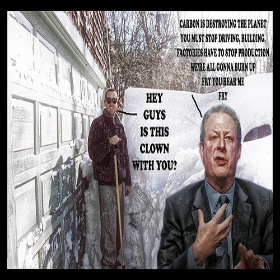 CARBON IS DESTROYING THE PLANET
YOU MUST STOP DRIVING, BUILDING,
FACTORIES HAVE TO STOP PRODUCTION
WE'RE ALL GONNA BURN UP
FRY YOU HEAR ME
FRY
HEY
GUYS
IS THIS
CLOWN
WITH YOU?